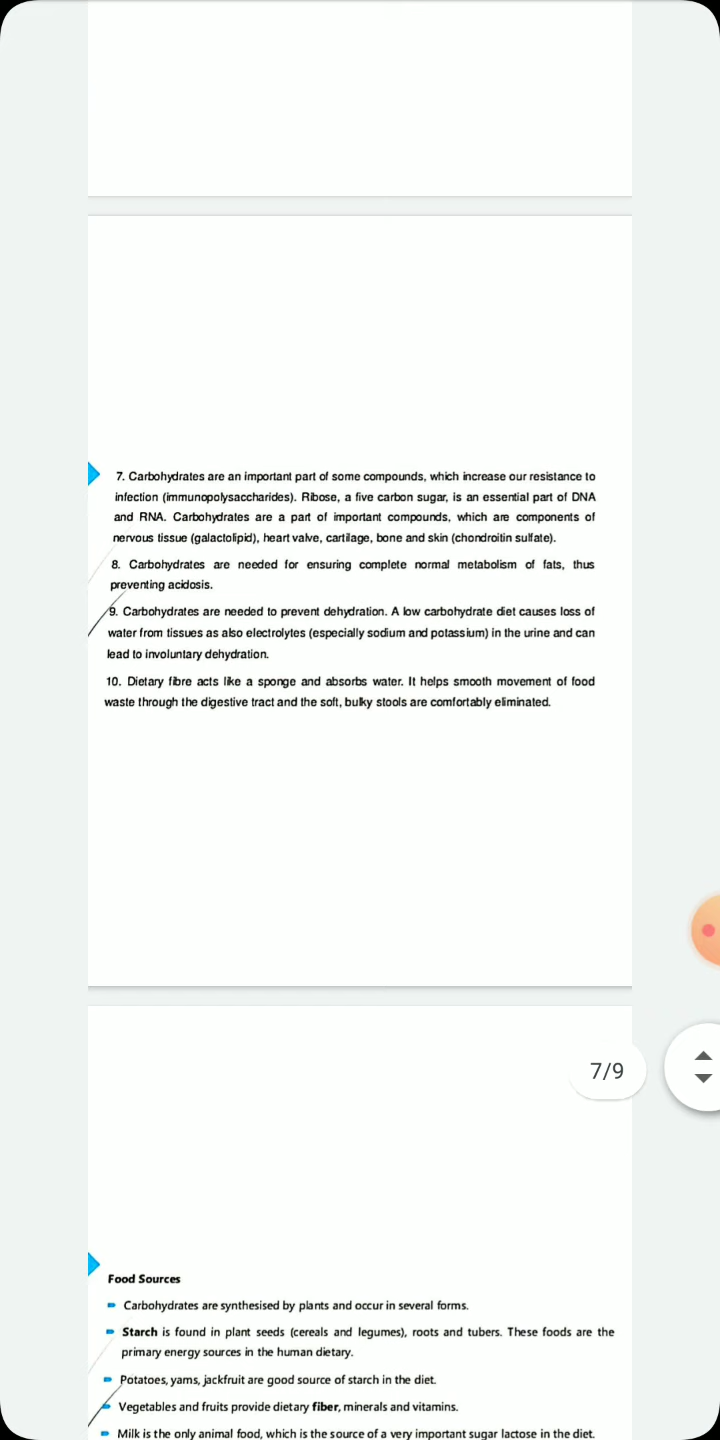 7. Carbohydrates are an important part of some compounds, which increase our resistance to
infection (immunopolysaccharides). Ribose, a five carbon sugar, is an essential part of DNA
and RNA. Carbohydrates are a part of important compounds, which are components of
nervous tissue (galactolipid), heart valve, cartilage, bone and skin (chondroitin sulfate).
8. Carbohydrates are needed for ensuring complete normal metabolism of fats, thus
preventing acidosis.
9. Carbohydrates are needed to prevent dehydration. A low carbohydrate diet causes loss of
water from tissues as also electrolytes (especially sodium and potassium) in the urine and can
lead to involuntary dehydration.
10. Dietary fibre acts like a sponge and absorbs water. It helps smooth movement of food
waste through the digestive tract and the soft, bulky stools are comfortably eliminated.
7/9
Food Sources
Carbohydrates are synthesised by plants and occur in several forms.
Starch is found in plant seeds (cereals and legumes), roots and tubers. These foods are the
primary energy sources in the human dietary.
Potatoes, yams, jackfruit are good source of starch in the diet.
Vegetables and fruits provide dietary fiber, minerals and vitamins.
Milk is the only animal food, which is the source of a very important sugar lactose in the diet.